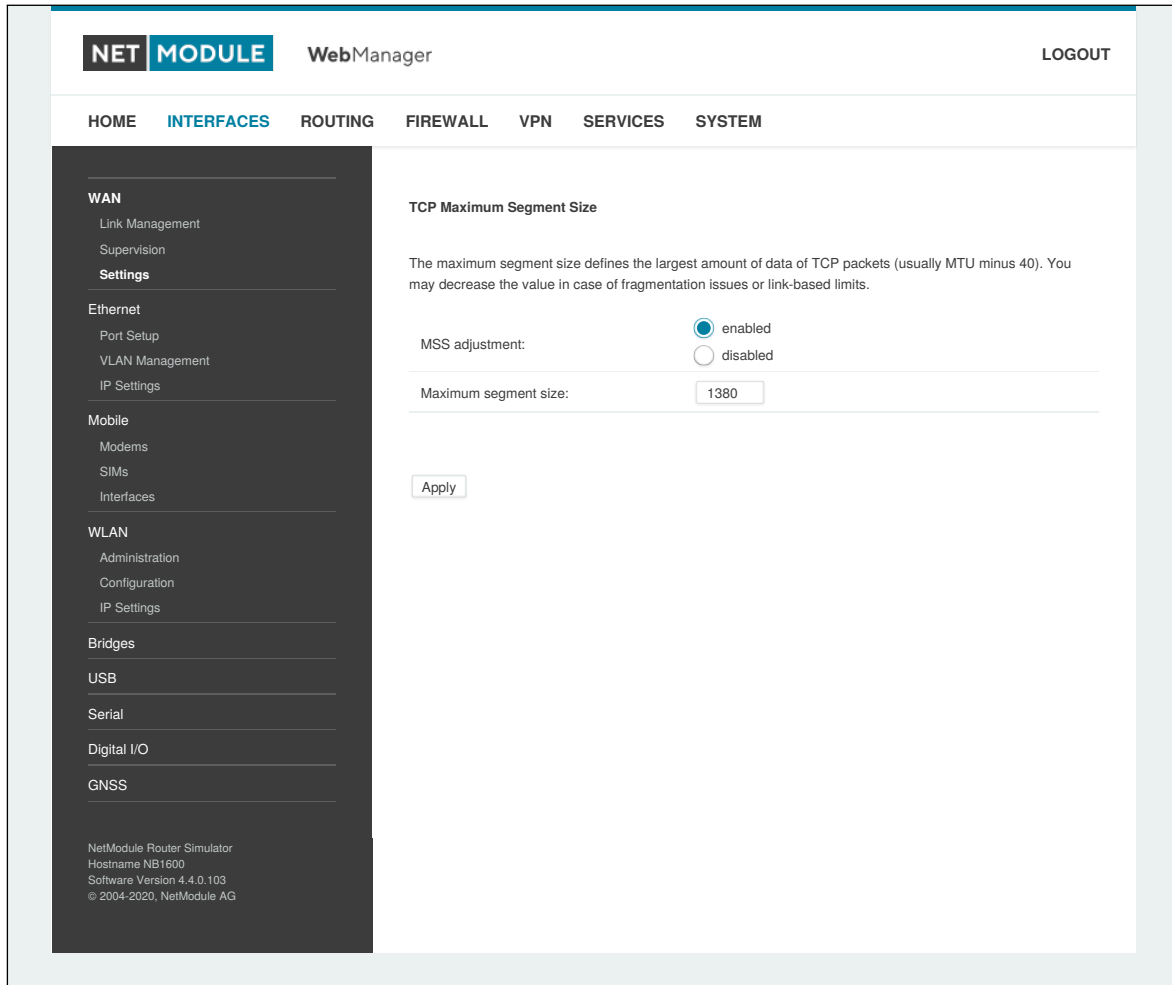 NET MODULE WebManager
LOGOUT
HOME INTERFACES ROUTING FIREWALL VPN SERVICES SYSTEM
WAN
Link Management
Supervision
Settings
Ethernet
Port Setup
VLAN Management
IP Settings
Mobile
Modems
SIMs
Interfaces
WLAN
Administration
Configuration
IP Settings
Bridges
USB
Serial
Digital I/O
GNSS
NetModule Router Simulator
Hostname NB1600
Software Version 4.4.0.103
© 2004-2020, NetModule AG
TCP Maximum Segment Size
The maximum segment size defines the largest amount of data of TCP packets (usually MTU minus 40). You
may decrease the value in case of fragmentation issues or link-based limits.
MSS adjustment:
enabled
disabled
Maximum segment size: 1380
Apply